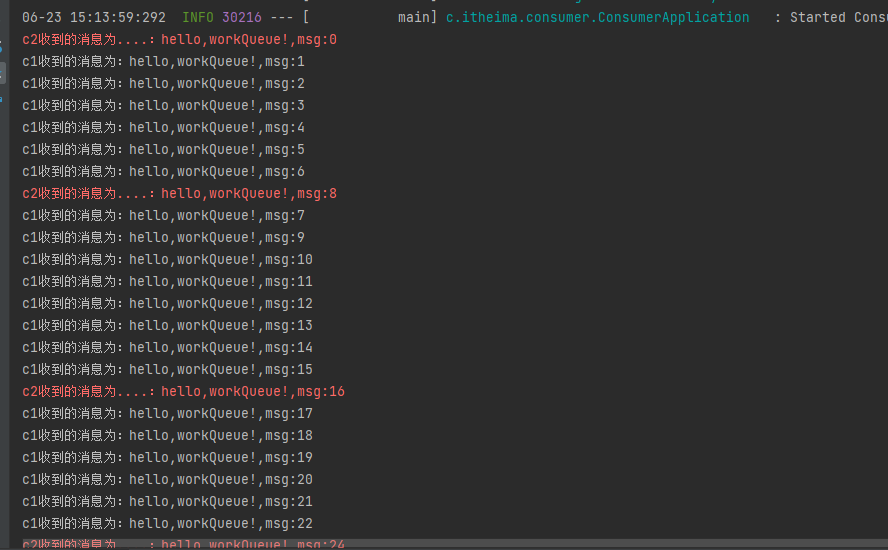 06-23 15:13:59:292  INFO 30216 --- [           main] c.itheima.consumer.ConsumerApplication   : Started Consu
c2收到的消息为....：hello,workQueue!,msg:0
c1收到的消息为：hello,workQueue!,msg:1
c1收到的消息为：hello,workQueue!,msg:2
c1收到的消息为：hello,workQueue!,msg:3
c1收到的消息为：hello,workQueue!,msg:4
c1收到的消息为：hello,workQueue!,msg:5
c1收到的消息为：hello,workQueue!,msg:6
c2收到的消息为....：hello,workQueue!,msg:8
c1收到的消息为：hello,workQueue!,msg:7
c1收到的消息为：hello,workQueue!,msg:9
c1收到的消息为：hello,workQueue!,msg:10
c1收到的消息为：hello,workQueue!,msg:11
c1收到的消息为：hello,workQueue!,msg:12
c1收到的消息为：hello,workQueue!,msg:13
c1收到的消息为：hello,workQueue!,msg:14
c1收到的消息为：hello,workQueue!,msg:15
c2收到的消息为....：hello,workQueue!,msg:16
c1收到的消息为：hello,workQueue!,msg:17
c1收到的消息为：hello,workQueue!,msg:18
c1收到的消息为：hello,workQueue!,msg:19
c1收到的消息为：hello,workQueue!,msg:20
c1收到的消息为：hello,workQueue!,msg:21
c1收到的消息为：hello,workQueue!,msg:22
c2收到的消息为....：hello,workQueue!,msg:24